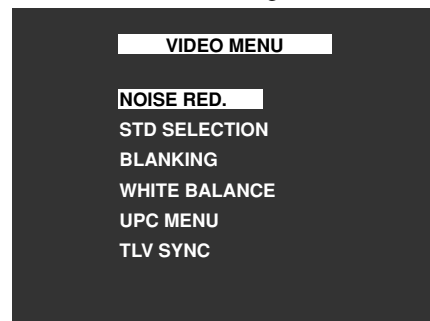 VIDEO MENU
NOISE RED.
STD SELECTION
BLANKING
WHITE BALANCE
UPC MENU
TLV SYNC